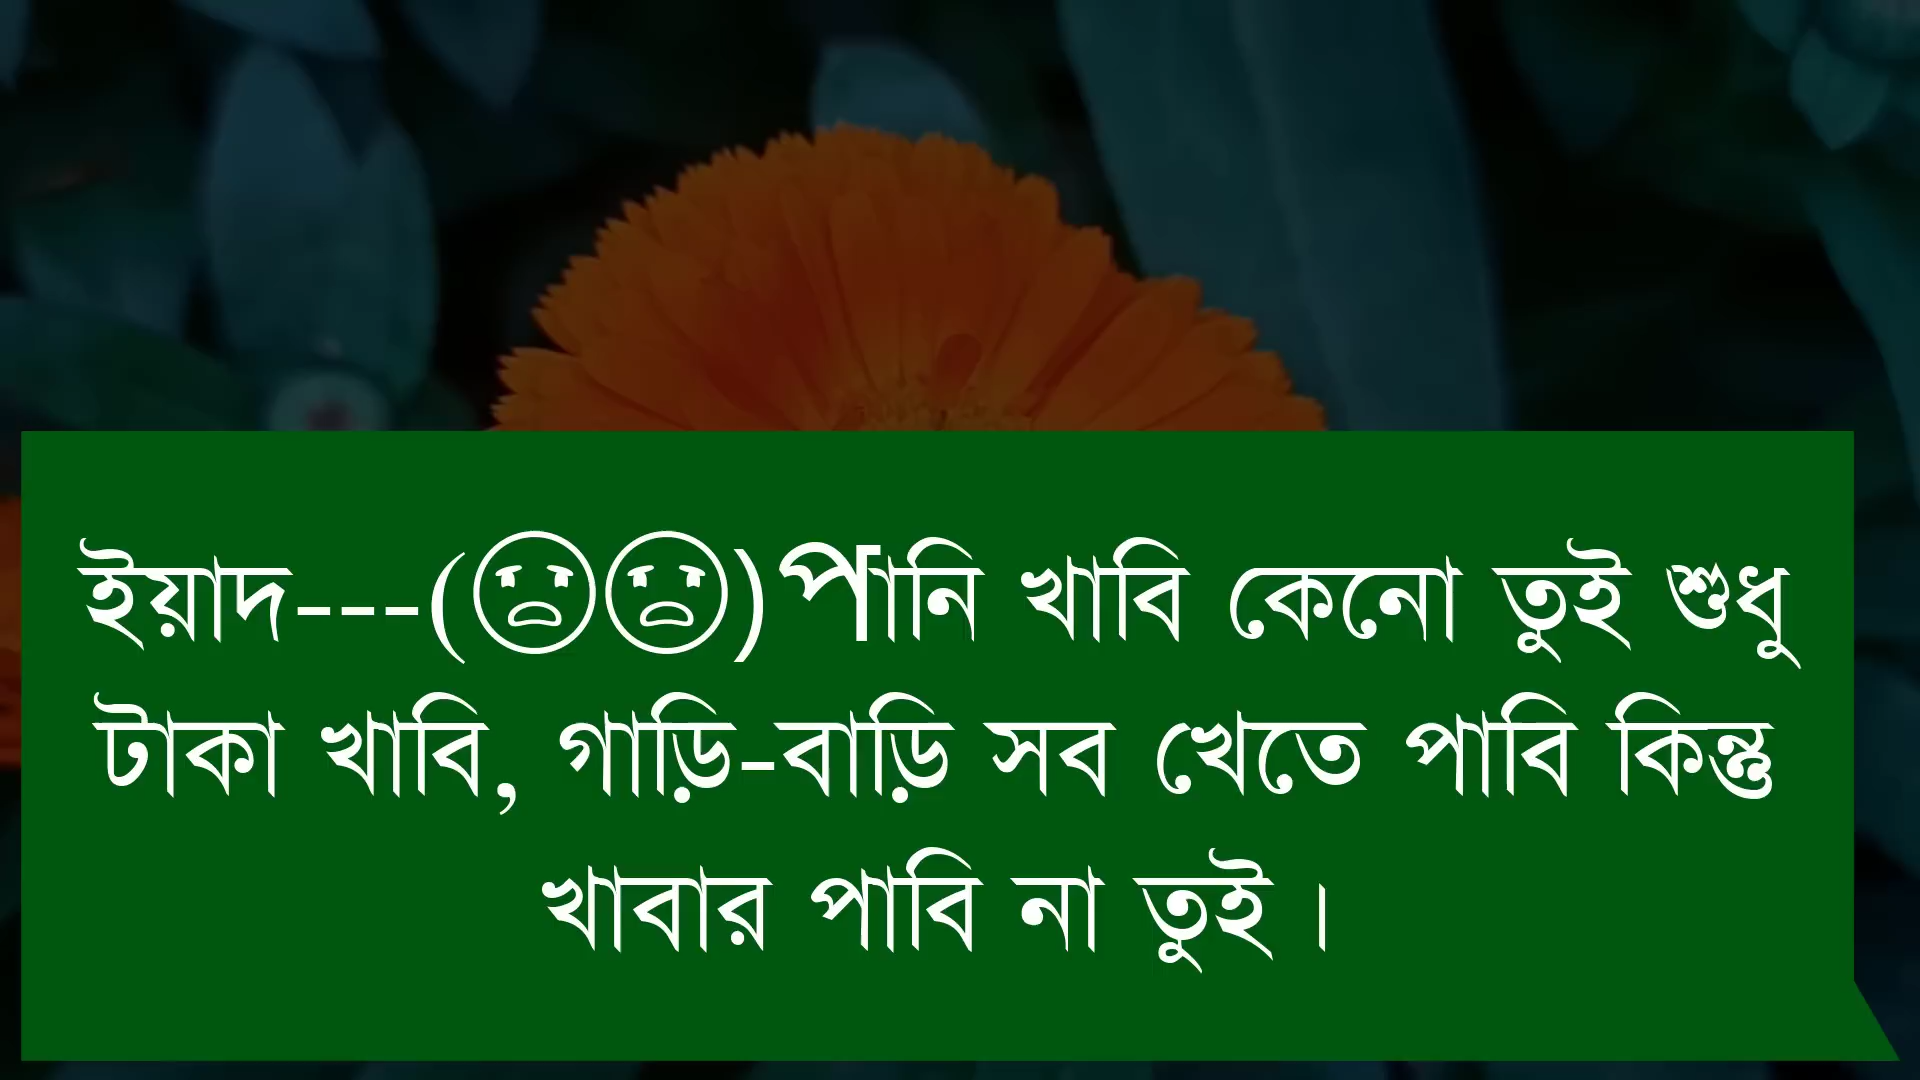 ইয়াদ---(😢😢)পানি খাবি কেনো তুই শুধু
টাকা খাবি, গাড়ি-বাড়ি সব খেতে পাবি কিন্তু
খাবার পাবি না তুই।